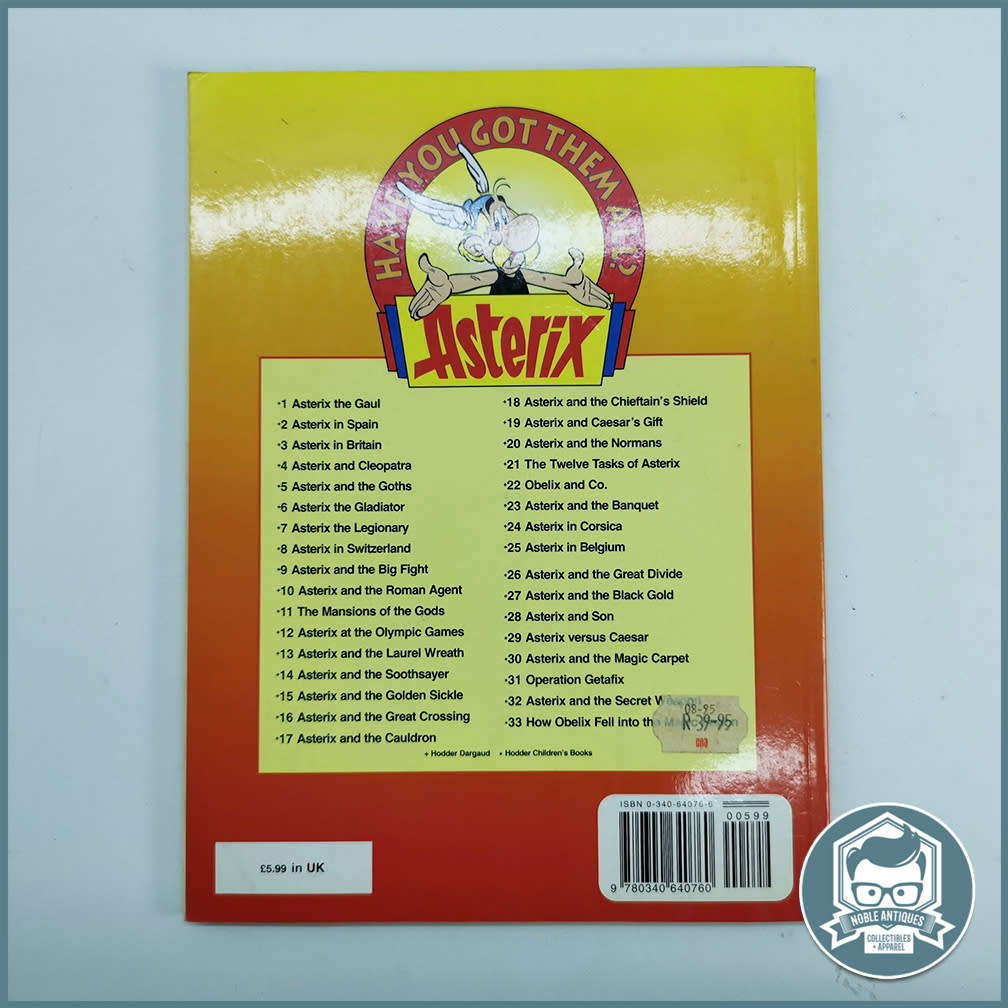 HAVE YOU GOT THEM ALL?
Asterix
•1 Asterix the Gaul
•2 Asterix in Spain
•3 Asterix in Britain
•4 Asterix and Cleopatra
•5 Asterix and the Goths
•6 Asterix the Gladiator
•7 Asterix the Legionary
•8 Asterix in Switzerland
•9 Asterix and the Big Fight
•10 Asterix and the Roman Agent
•11 The Mansions of the Gods
•12 Asterix at the Olympic Games
•13 Asterix and the Laurel Wreath
•14 Asterix and the Soothsayer
•15 Asterix and the Golden Sickle
•16 Asterix and the Great Crossing
•17 Asterix and the Cauldron
•18 Asterix and the Chieftain's Shield
•19 Asterix and Caesar's Gift
•20 Asterix and the Normans
•21 The Twelve Tasks of Asterix
•22 Obelix and Co.
•23 Asterix and the Banquet
•24 Asterix in Corsica
•25 Asterix in Belgium
•26 Asterix and the Great Divide
•27 Asterix and the Black Gold
•28 Asterix and Son
•29 Asterix versus Caesar
•30 Asterix and the Magic Carpet
•31 Operation Getafix
•32 Asterix and the Secret Weapon
•33 How Obelix Fell into the Magic
08-95
R 39-95
cna
+ Hodder Dargaud • Hodder Children's Books
ISBN 0-340-64076-6
00599
9 780340 640760
£5.99 in UK
NOBLE ANTIQUES
COLLECTIBLES
+ APPAREL